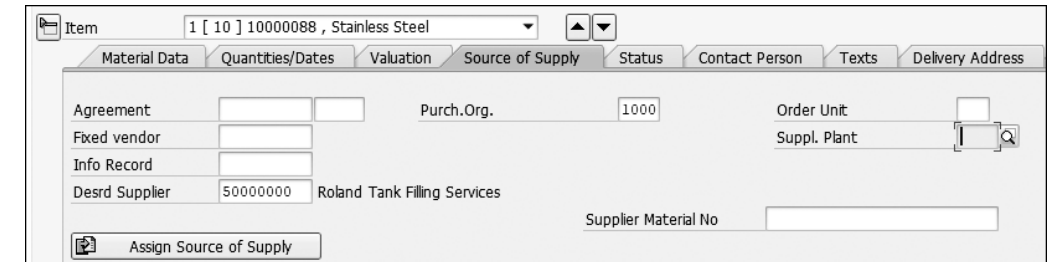 Item 1 [ 10 ] 10000088 , Stainless Steel
Material Data Quantities/Dates Valuation Source of Supply Status Contact Person Texts Delivery Address
Agreement Purch.Org. 1000 Order Unit
Fixed vendor Suppl. Plant
Info Record
Desrd Supplier 50000000 Roland Tank Filling Services
Supplier Material No
Assign Source of Supply